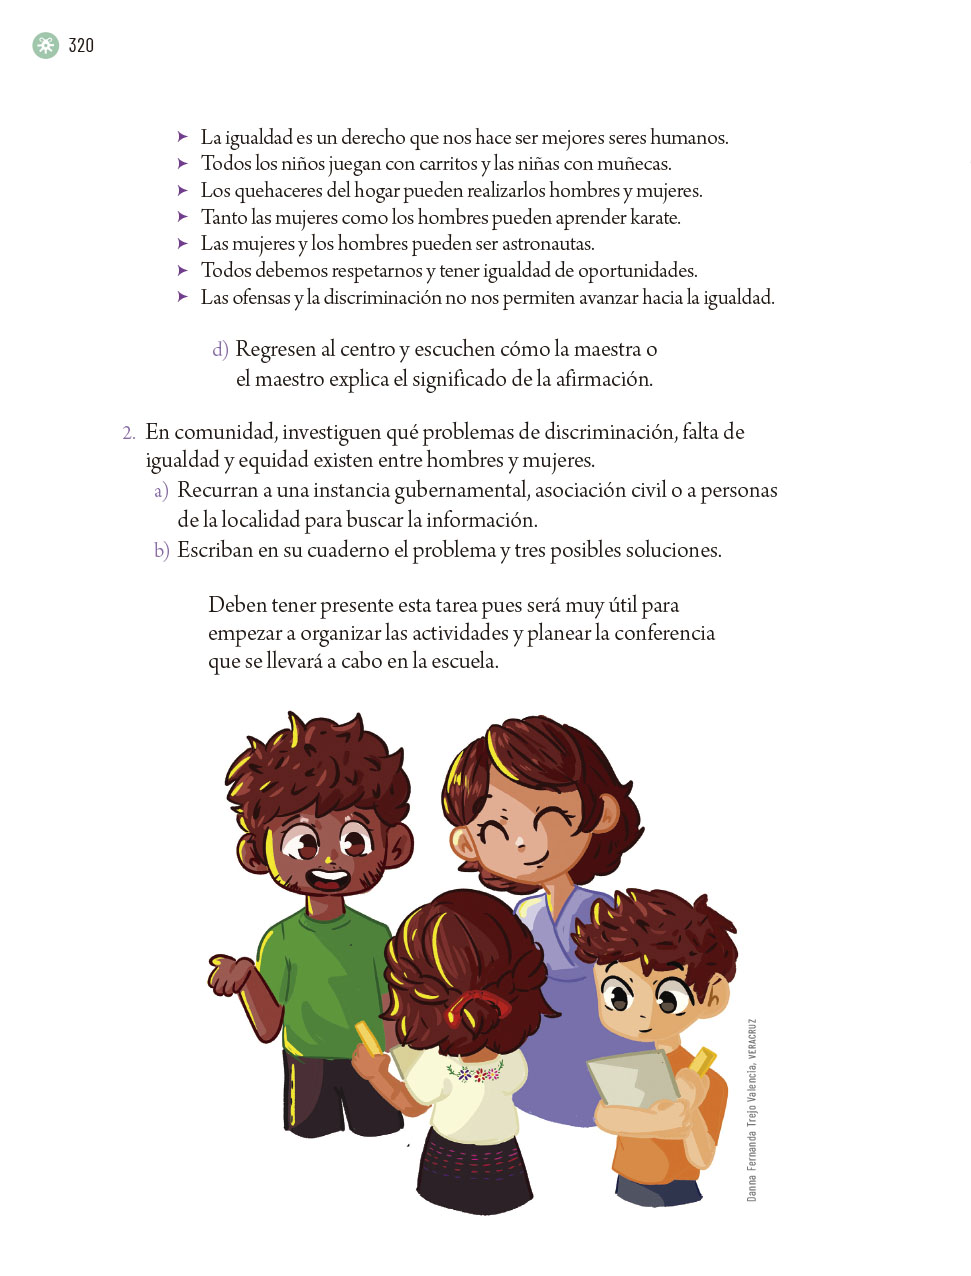 320
➤ La igualdad es un derecho que nos hace ser mejores seres humanos.
➤ Todos los niños juegan con carritos y las niñas con muñecas.
➤ Los quehaceres del hogar pueden realizarlos hombres y mujeres.
➤ Tanto las mujeres como los hombres pueden aprender karate.
➤ Las mujeres y los hombres pueden ser astronautas.
➤ Todos debemos respetarnos y tener igualdad de oportunidades.
➤ Las ofensas y la discriminación no nos permiten avanzar hacia la igualdad.
d) Regresen al centro y escuchen cómo la maestra o
el maestro explica el significado de la afirmación.
2. En comunidad, investiguen qué problemas de discriminación, falta de
igualdad y equidad existen entre hombres y mujeres.
a) Recurran a una instancia gubernamental, asociación civil o a personas
de la localidad para buscar la información.
b) Escriban en su cuaderno el problema y tres posibles soluciones.
Deben tener presente esta tarea pues será muy útil para
empezar a organizar las actividades y planear la conferencia
que se llevará a cabo en la escuela.
Danna Fernanda Trejo Valencia, VERACRUZ